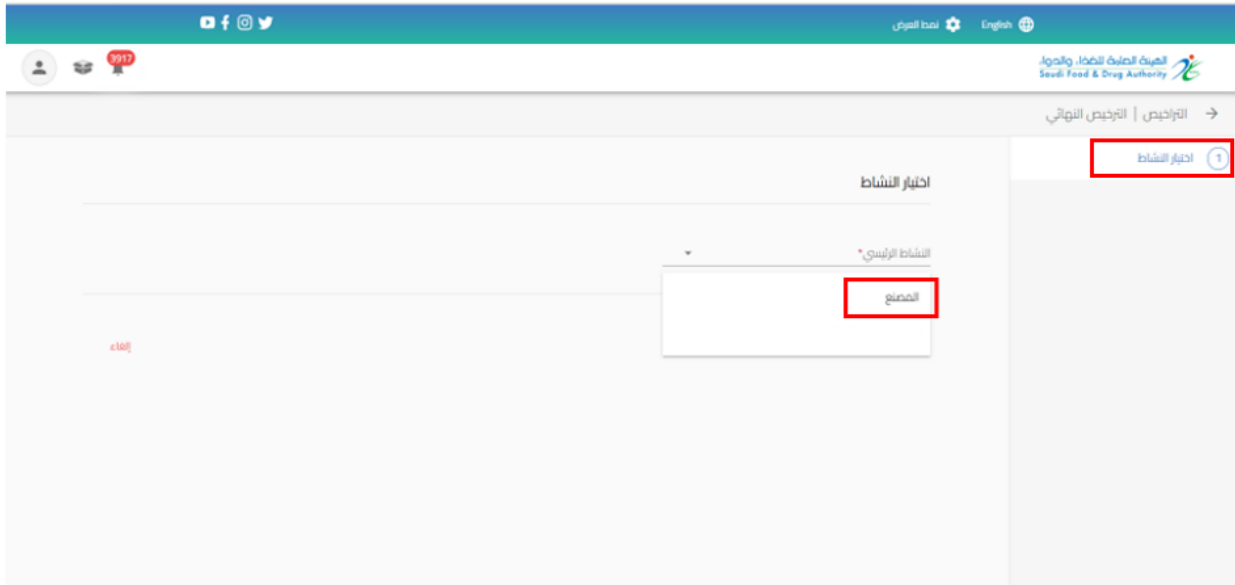 English نمط العرض
الهيئة العامة للغذاء والدواء
Saudi Food & Drug Authority
3917
التراخيص | الترخيص النهائي
1 اختيار النشاط
اختيار النشاط
النشاط الرئيسي*
المصنع
إلغاء